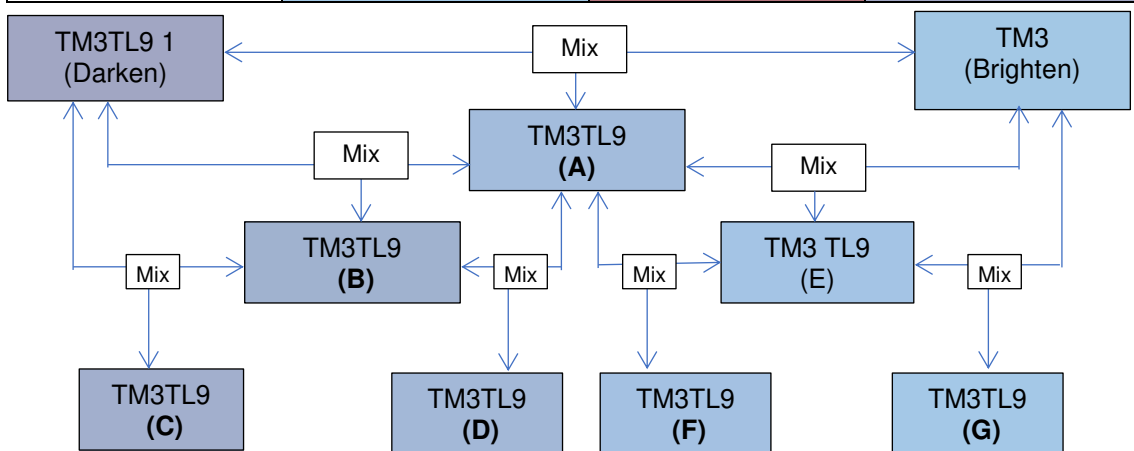 TM3TL9 1
(Darken)
Mix
TM3
(Brighten)
TM3TL9
(A)
Mix
Mix
TM3TL9
(B)
TM3 TL9
(E)
Mix
Mix
Mix
Mix
TM3TL9
(C)
TM3TL9
(D)
TM3TL9
(F)
TM3TL9
(G)